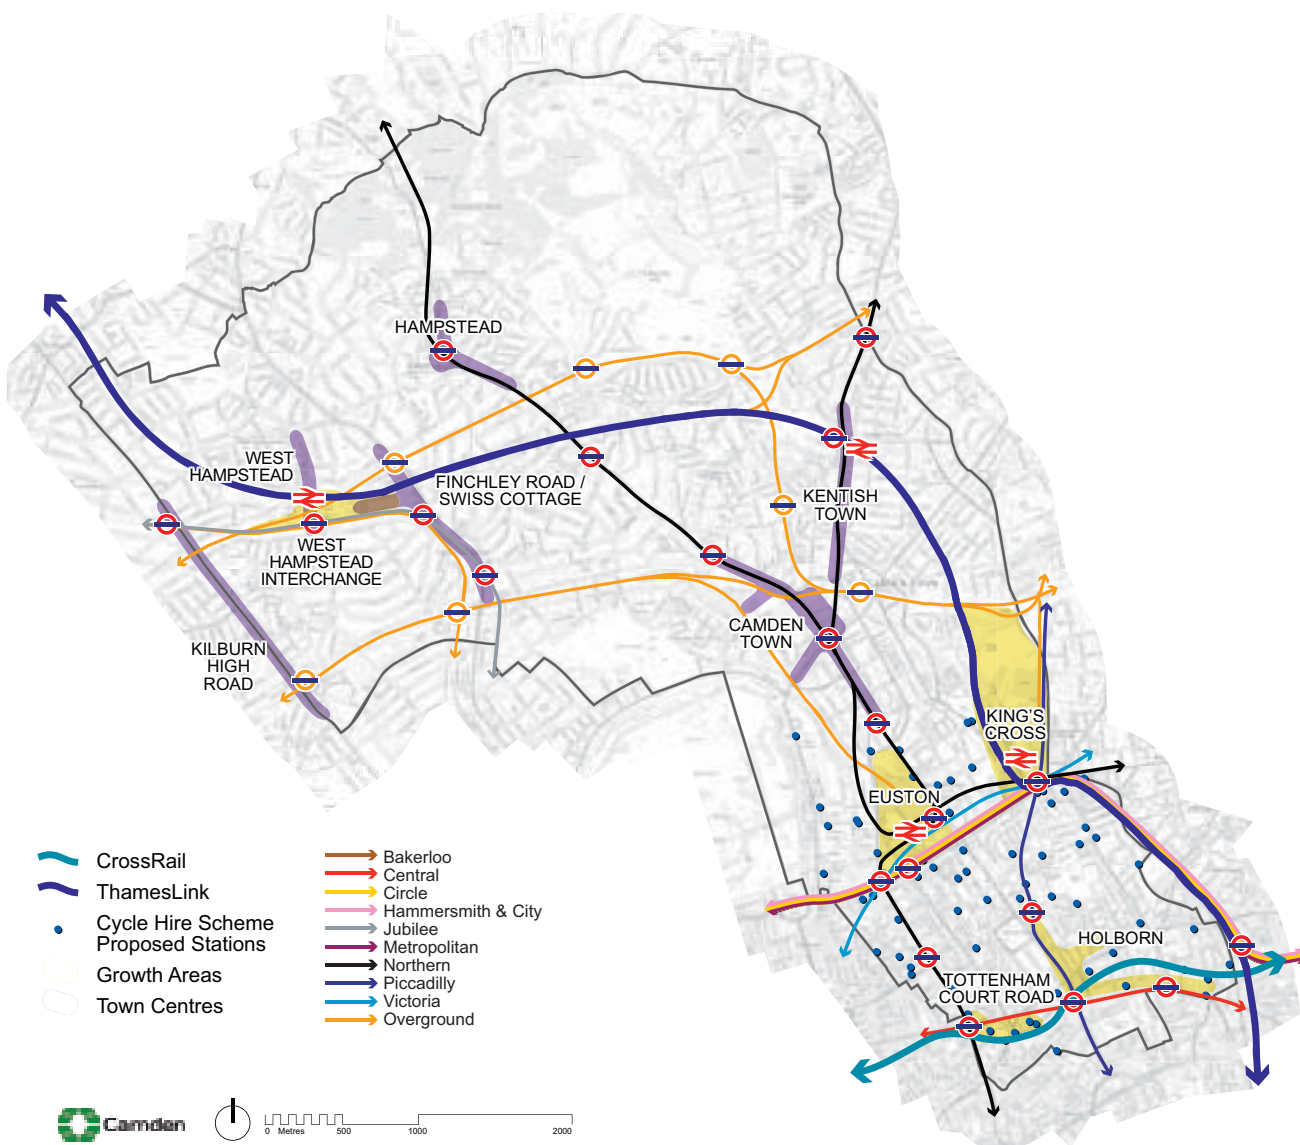 HAMPSTEAD
WEST
HAMPSTEAD
FINCHLEY ROAD /
SWISS COTTAGE
KENTISH
TOWN
WEST
HAMPSTEAD
INTERCHANGE
CAMDEN
TOWN
KILBURN
HIGH
ROAD
KING'S
CROSS
EUSTON
HOLBORN
TOTTENHAM
COURT ROAD
CrossRail
ThamesLink
Cycle Hire Scheme
Proposed Stations
Growth Areas
Town Centres
Bakerloo
Central
Circle
Hammersmith & City
Jubilee
Metropolitan
Northern
Piccadilly
Victoria
Overground
Camden
0 Metres 500 1000 2000